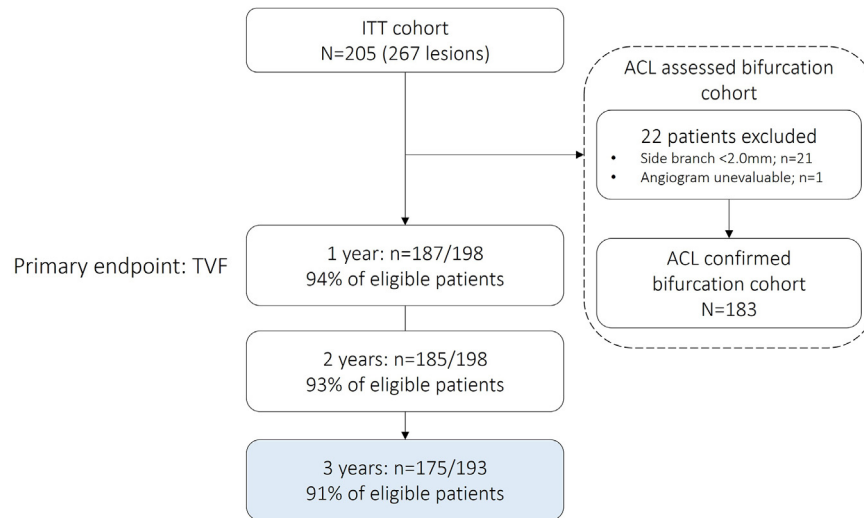 ITT cohort
N=205 (267 lesions)
ACL assessed bifurcation
cohort
22 patients excluded
• Side branch <2.0mm; n=21
• Angiogram unevaluable; n=1
ACL confirmed
bifurcation cohort
N=183
Primary endpoint: TVF
1 year: n=187/198
94% of eligible patients
2 years: n=185/198
93% of eligible patients
3 years: n=175/193
91% of eligible patients